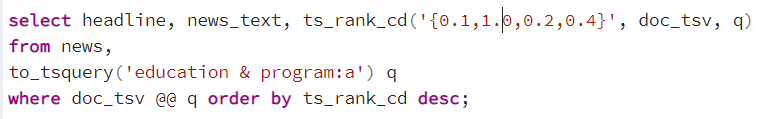 select headline, news_text, ts_rank_cd('{0.1,1.0,0.2,0.4}', doc_tsv, q)
from news,
to_tsquery('education & program:a') q
where doc_tsv @@ q order by ts_rank_cd desc;